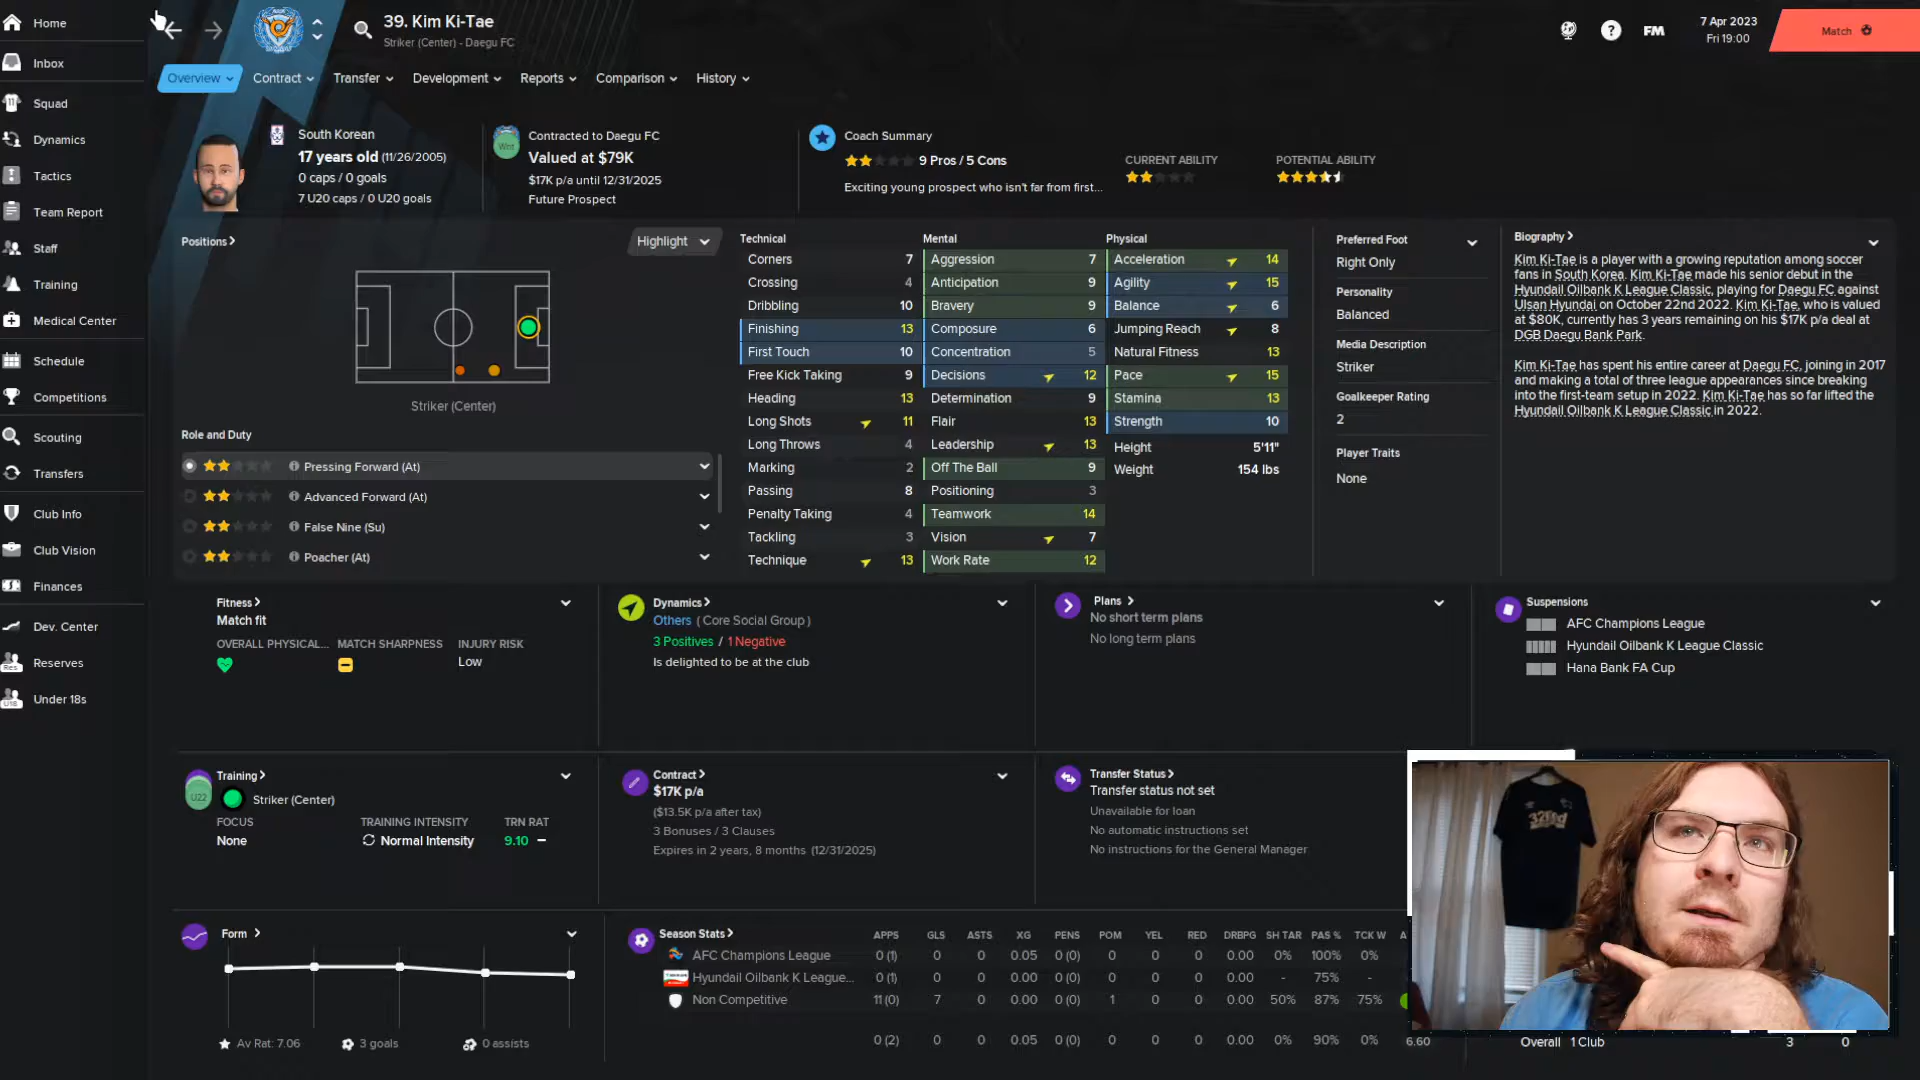 Home
Inbox
Squad
Dynamics
Tactics
Team Report
Staff
Training
Medical Center
Schedule
Competitions
Scouting
Transfers
Club Info
Club Vision
Finances
Dev. Center
Reserves
Under 18s
39. Kim Ki-Tae
Striker (Center) - Daegu FC
FM
7 Apr 2023
Fri 19:00
Match
Overview
Contract
Transfer
Development
Reports
Comparison
History
South Korean
17 years old (11/26/2005)
0 caps / 0 goals
7 U20 caps / 0 U20 goals
Wnt
Contracted to Daegu FC
Valued at $79K
$17K p/a until 12/31/2025
Future Prospect
Coach Summary
9 Pros / 5 Cons
Exciting young prospect who isn't far from first...
CURRENT ABILITY
POTENTIAL ABILITY
Positions
Highlight
Striker (Center)
Role and Duty
Pressing Forward (At)
Advanced Forward (At)
False Nine (Su)
Poacher (At)
Technical
Corners 7
Crossing 4
Dribbling 10
Finishing 13
First Touch 10
Free Kick Taking 9
Heading 13
Long Shots 11
Long Throws 4
Marking 2
Passing 8
Penalty Taking 4
Tackling 3
Technique 13
Mental
Aggression 7
Anticipation 9
Bravery 9
Composure 6
Concentration 5
Decisions 12
Determination 9
Flair 13
Leadership 13
Off The Ball 9
Positioning 3
Teamwork 14
Vision 7
Work Rate 12
Physical
Acceleration 14
Agility 15
Balance 6
Jumping Reach 8
Natural Fitness 13
Pace 15
Stamina 13
Strength 10
Height 5'11"
Weight 154 lbs
Preferred Foot
Right Only
Personality
Balanced
Media Description
Striker
Goalkeeper Rating
2
Player Traits
None
Biography
Kim Ki-Tae is a player with a growing reputation among soccer
fans in South Korea. Kim Ki-Tae made his senior debut in the
Hyundail Oilbank K League Classic, playing for Daegu FC against
Ulsan Hyundai on October 22nd 2022. Kim Ki-Tae, who is valued
at $80K, currently has 3 years remaining on his $17K p/a deal at
DGB Daegu Bank Park.
Kim Ki-Tae has spent his entire career at Daegu FC, joining in 2017
and making a total of three league appearances since breaking
into the first-team setup in 2022. Kim Ki-Tae has so far lifted the
Hyundail Oilbank K League Classic in 2022.
Fitness
Match fit
OVERALL PHYSICAL... MATCH SHARPNESS INJURY RISK
Low
Dynamics
Others ( Core Social Group )
3 Positives / 1 Negative
Is delighted to be at the club
Plans
No short term plans
No long term plans
Suspensions
AFC Champions League
Hyundail Oilbank K League Classic
Hana Bank FA Cup
Training
U22
Striker (Center)
FOCUS TRAINING INTENSITY TRN RAT
None Normal Intensity 9.10
Contract
$17K p/a
($13.5K p/a after tax)
3 Bonuses / 3 Clauses
Expires in 2 years, 8 months (12/31/2025)
Transfer Status
Transfer status not set
Unavailable for loan
No automatic instructions set
No instructions for the General Manager
Form
Av Rat: 7.06 3 goals 0 assists
Season Stats APPS GLS ASTS XG PENS POM YEL RED DRBPG SH TAR PAS % TCK W A
AFC Champions League 0 (1) 0 0 0.05 0 (0) 0 0 0 0.00 0% 100% 0%
Hyundail Oilbank K League... 0 (1) 0 0 0.00 0 (0) 0 0 0 0.00 - 75% -
Non Competitive 11 (0) 7 0 0.00 0 (0) 1 0 0 0.00 50% 87% 75%
0 (2) 0 0 0.05 0 (0) 0 0 0 0.00 0% 90% 0% 6.60
Overall 1 Club 3 0